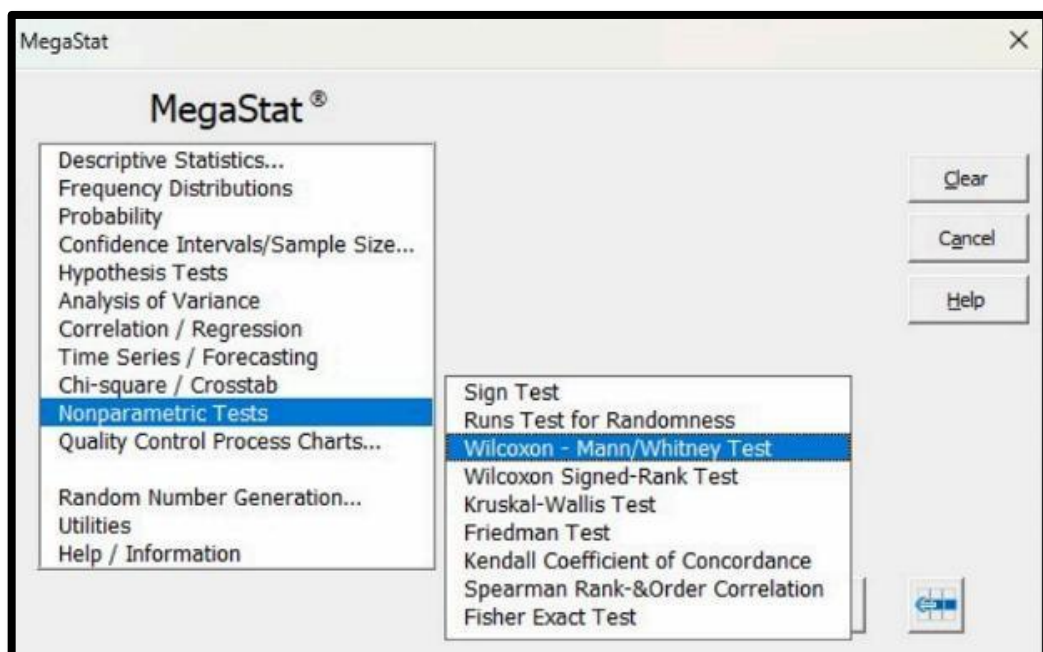 MegaStat
MegaStat ®
Descriptive Statistics...
Frequency Distributions
Probability
Confidence Intervals/Sample Size...
Hypothesis Tests
Analysis of Variance
Correlation / Regression
Time Series / Forecasting
Chi-square / Crosstab
Nonparametric Tests
Quality Control Process Charts...
Random Number Generation...
Utilities
Help / Information
Sign Test
Runs Test for Randomness
Wilcoxon - Mann/Whitney Test
Wilcoxon Signed-Rank Test
Kruskal-Wallis Test
Friedman Test
Kendall Coefficient of Concordance
Spearman Rank-&Order Correlation
Fisher Exact Test
Clear
Cancel
Help